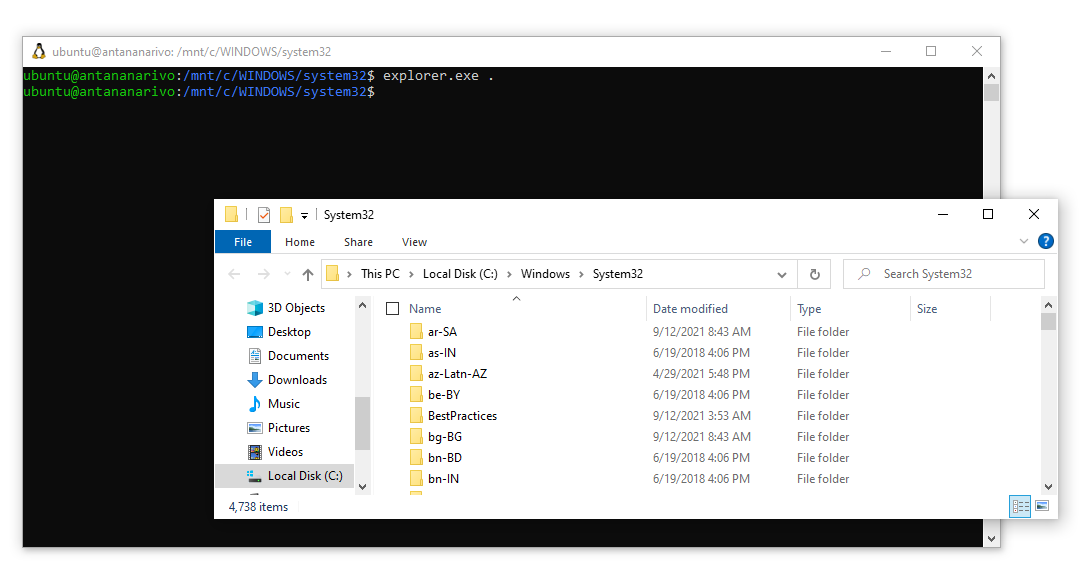 ubuntu@antananarivo: /mnt/c/WINDOWS/system32
ubuntu@antananarivo:/mnt/c/WINDOWS/system32$ explorer.exe .
ubuntu@antananarivo:/mnt/c/WINDOWS/system32$
System32
File Home Share View
This PC Local Disk (C:) Windows System32 Search System32
3D Objects
Desktop
Documents
Downloads
Music
Pictures
Videos
Local Disk (C:)
Name Date modified Type Size
ar-SA 9/12/2021 8:43 AM File folder
as-IN 6/19/2018 4:06 PM File folder
az-Latn-AZ 4/29/2021 5:48 PM File folder
be-BY 6/19/2018 4:06 PM File folder
BestPractices 9/12/2021 3:53 AM File folder
bg-BG 9/12/2021 8:43 AM File folder
bn-BD 6/19/2018 4:06 PM File folder
bn-IN 6/19/2018 4:06 PM File folder
4,738 items